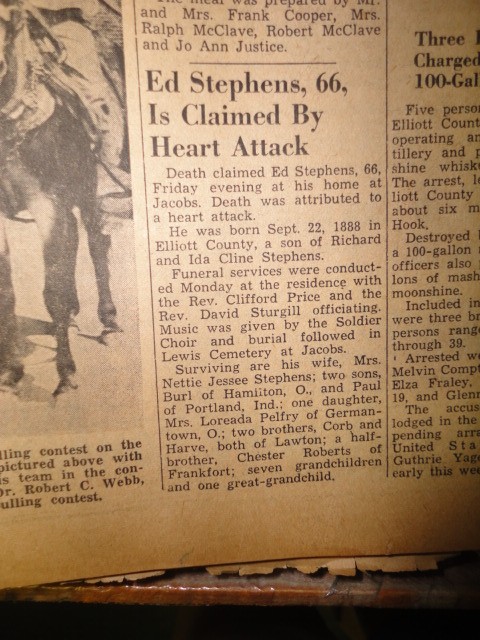 The meal was prepared by Mr.
and Mrs. Frank Cooper, Mrs.
Ralph McClave, Robert McClave
and Jo Ann Justice.
Ed Stephens, 66,
Is Claimed By
Heart Attack
Death claimed Ed Stephens, 66,
Friday evening at his home at
Jacobs. Death was attributed to
a heart attack.
He was born Sept. 22, 1888 in
Elliott County, a son of Richard
and Ida Cline Stephens.
Funeral services were conduct-
ed Monday at the residence with
the Rev. Clifford Price and the
Rev. David Sturgill officiating.
Music was given by the Soldier
Choir and burial followed in
Lewis Cemetery at Jacobs.
Surviving are his wife, Mrs.
Nettie Jessee Stephens; two sons,
Burl of Hamilton, O., and Paul
of Portland, Ind.; one daughter,
Mrs. Loreada Pelfry of German-
town, O.; two brothers, Corb and
Harve, both of Lawton; a half-
brother, Chester Roberts of
Frankfort; seven grandchildren
and one great-grandchild.
lling contest on the
pictured above with
is team in the con-
Dr. Robert C. Webb,
ulling contest.
Three
Charged
100-Gal
Five perso
Elliott Count
operating an
tillery and p
shine whisk
The arrest, l
liott County
about six m
Hook.
Destroyed
a 100-gallon
officers also
lons of mash
moonshine.
Included in
were three br
persons rang
through 39.
Arrested we
Melvin Compt
Elza Fraley,
19, and Glenn
The accus
lodged in the
pending arra
United Sta
Guthrie Yage
early this wee